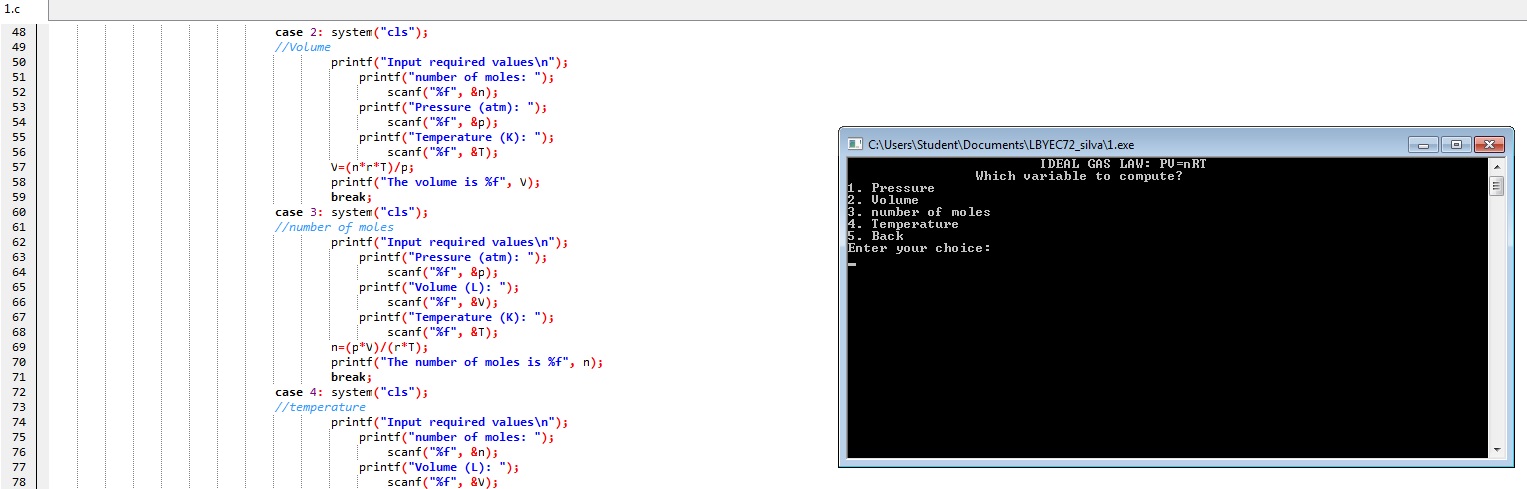 1.c
48 case 2: system("cls");
49 //Volume
50 printf("Input required values\n");
51 printf("number of moles: ");
52 scanf("%f", &n);
53 printf("Pressure (atm): ");
54 scanf("%f", &p);
55 printf("Temperature (K): ");
56 scanf("%f", &T);
57 V=(n*r*T)/p;
58 printf("The volume is %f", V);
59 break;
60 case 3: system("cls");
61 //number of moles
62 printf("Input required values\n");
63 printf("Pressure (atm): ");
64 scanf("%f", &p);
65 printf("Volume (L): ");
66 scanf("%f", &V);
67 printf("Temperature (K): ");
68 scanf("%f", &T);
69 n=(p*V)/(r*T);
70 printf("The number of moles is %f", n);
71 break;
72 case 4: system("cls");
73 //temperature
74 printf("Input required values\n");
75 printf("number of moles: ");
76 scanf("%f", &n);
77 printf("Volume (L): ");
78 scanf("%f", &V);
C:\Users\Student\Documents\LBYEC72_silva\1.exe
IDEAL GAS LAW: PV=nRT
Which variable to compute?
1. Pressure
2. Volume
3. number of moles
4. Temperature
5. Back
Enter your choice: